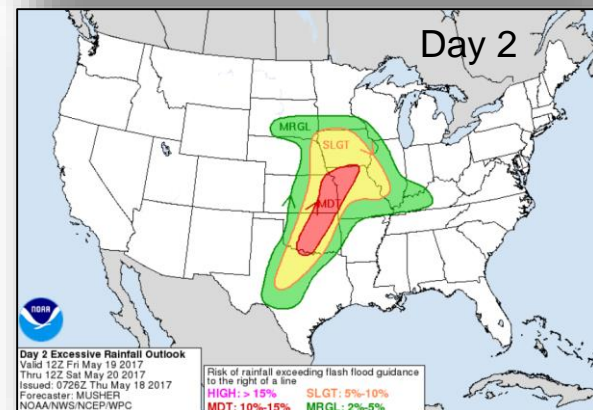 Day 2
MRGL
SLGT
MDT
NOAA
Day 2 Excessive Rainfall Outlook
Valid 12Z Fri May 19 2017
Thru 12Z Sat May 20 2017
Issued: 0726Z Thu May 18 2017
Forecaster: MUSHER
NOAA/NWS/NCEP/WPC
Risk of rainfall exceeding flash flood guidance
to the right of a line
HIGH: > 15% SLGT: 5%-10%
MDT: 10%-15% MRGL: 2%-5%